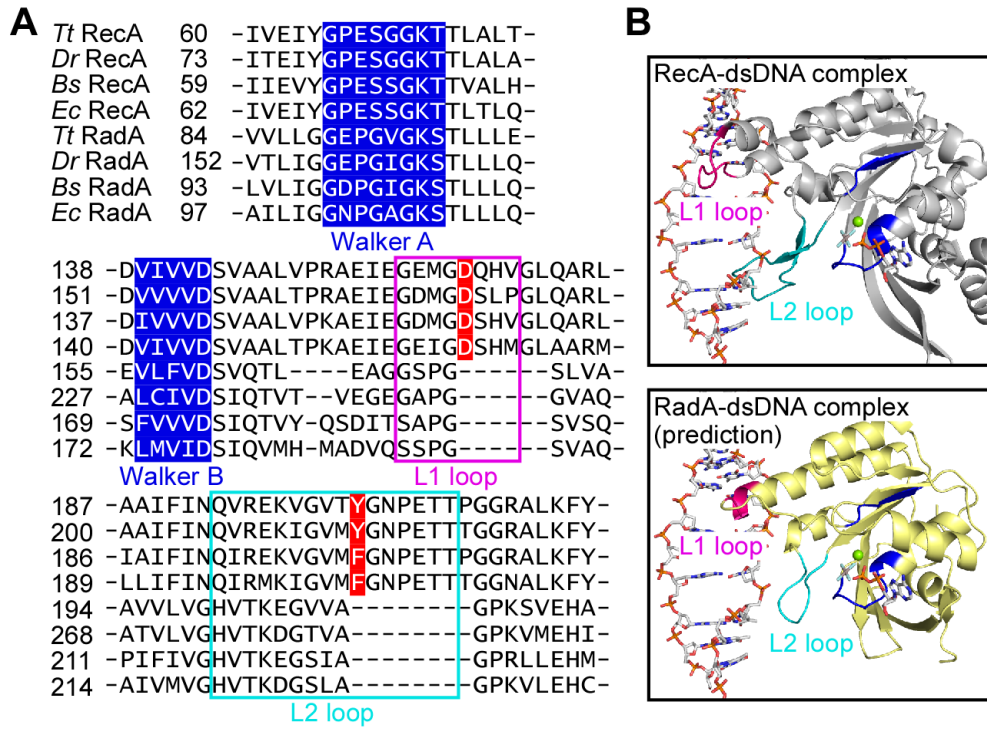 A
Tt RecA 60 -IVEIYGPESGGKTTLALT-
Dr RecA 73 -ITEIYGPESGGKTTLALA-
Bs RecA 59 -IIEVYGPESSGKTTVALH-
Ec RecA 62 -IVEIYGPESSGKTTLTLQ-
Tt RadA 84 -VVLLGGEPGVGKSTLLLE-
Dr RadA 152 -VTLIGGEPGIGKSTLLLQ-
Bs RadA 93 -LVLIGGDPGIGKSTLLLQ-
Ec RadA 97 -AILIGGNPGAGKSTLLLQ-
Walker A
138 -DVIVVDSVAALVPRAEIEGEMGDQHVGLQARL-
151 -DVVVVDSVAALTPRAEIEGDMGDSLPGLQARL-
137 -DIVVVDSVAALVPKAEIEGDMGDSHVGLQARL-
140 -DVIVVDSVAALTPKAEIEGEIGDSHMGLAARM-
155 -EVLFVDSVQTL----EAGGSPG------SLVA-
227 -ALCIVDSIQTVT--VEGEGAPG------GVAQ-
169 -SFVVVDSIQTVY-QSDITSAPG------SVSQ-
172 -KLMVIDSIQVMH-MADVQSSPG------SVAQ-
Walker B L1 loop
187 -AAIFINQVREKVGVTYGNPETTPGGRALKFY-
200 -AAIFINQVREKIGVMYGNPETTTGGRALKFY-
186 -IAIFINQIREKVGVMFGNPETTPGGRALKFY-
189 -LLIFINQIRMKIGVMFGNPETTTGGNALKFY-
194 -AVVLVGHVTKEGVVA--------GPKSVEHA-
268 -ATVLVGHVTKDGTVA--------GPKVMEHI-
211 -PIFIVGHVTKEGSIA--------GPRLLEHM-
214 -AIVMVGHVTKDGSLA--------GPKVLEHC-
L2 loop
B
RecA-dsDNA complex
L1 loop
L2 loop
RadA-dsDNA complex
(prediction)
L1 loop
L2 loop